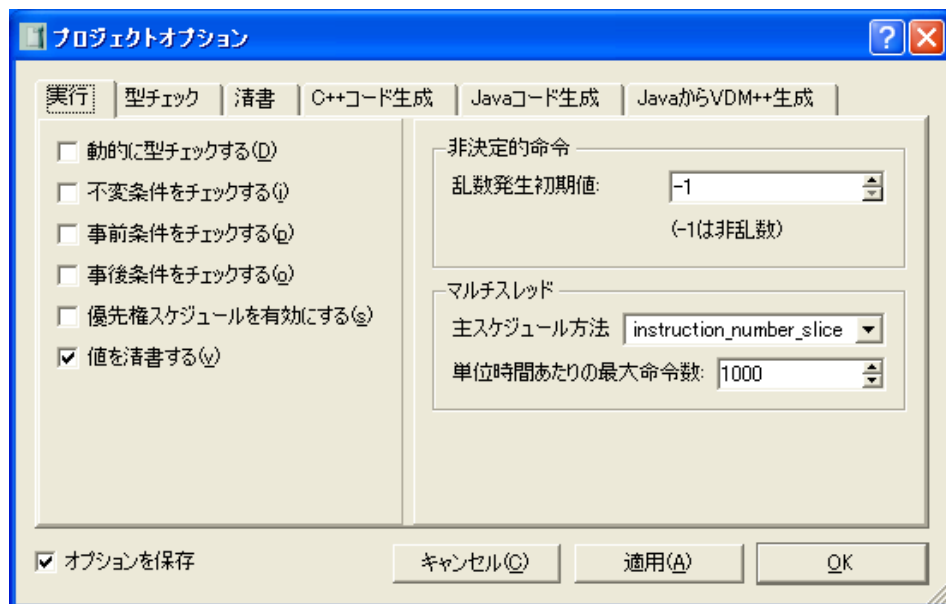 プロジェクトオプション
実行 型チェック 清書 C++コード生成 Javaコード生成 JavaからVDM++生成
動的に型チェックする(D)
不変条件をチェックする(i)
事前条件をチェックする(p)
事後条件をチェックする(o)
優先権スケジュールを有効にする(s)
値を清書する(v)
非決定的命令
乱数発生初期値: -1
(-1は非乱数)
マルチスレッド
主スケジュール方法 instruction_number_slice
単位時間あたりの最大命令数: 1000
オプションを保存 キャンセル(C) 適用(A) OK